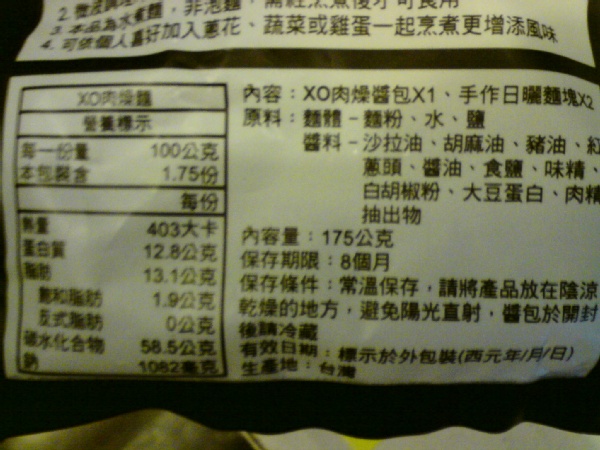 2. 微波
3. 本品為水煮麵，非泡麵，需經烹煮後才可食用
4. 可依個人喜好加入蔥花、蔬菜或雞蛋一起烹煮更增添風味
XO肉燥麵
營養標示
每一份量 100公克
本包裝含 1.75份
每份
熱量 403大卡
蛋白質 12.8公克
脂肪 13.1公克
飽和脂肪 1.9公克
反式脂肪 0公克
碳水化合物 58.5公克
鈉 1082毫克
內容：XO肉燥醬包X1、手作日曬麵塊X2
原料：麵體－麵粉、水、鹽
醬料－沙拉油、胡麻油、豬油、紅
蔥頭、醬油、食鹽、味精、
白胡椒粉、大豆蛋白、肉精
抽出物
內容量：175公克
保存期限：8個月
保存條件：常溫保存，請將產品放在陰涼
乾燥的地方，避免陽光直射，醬包於開封
後請冷藏
有效日期：標示於外包裝(西元年/月/日)
生產地：台灣